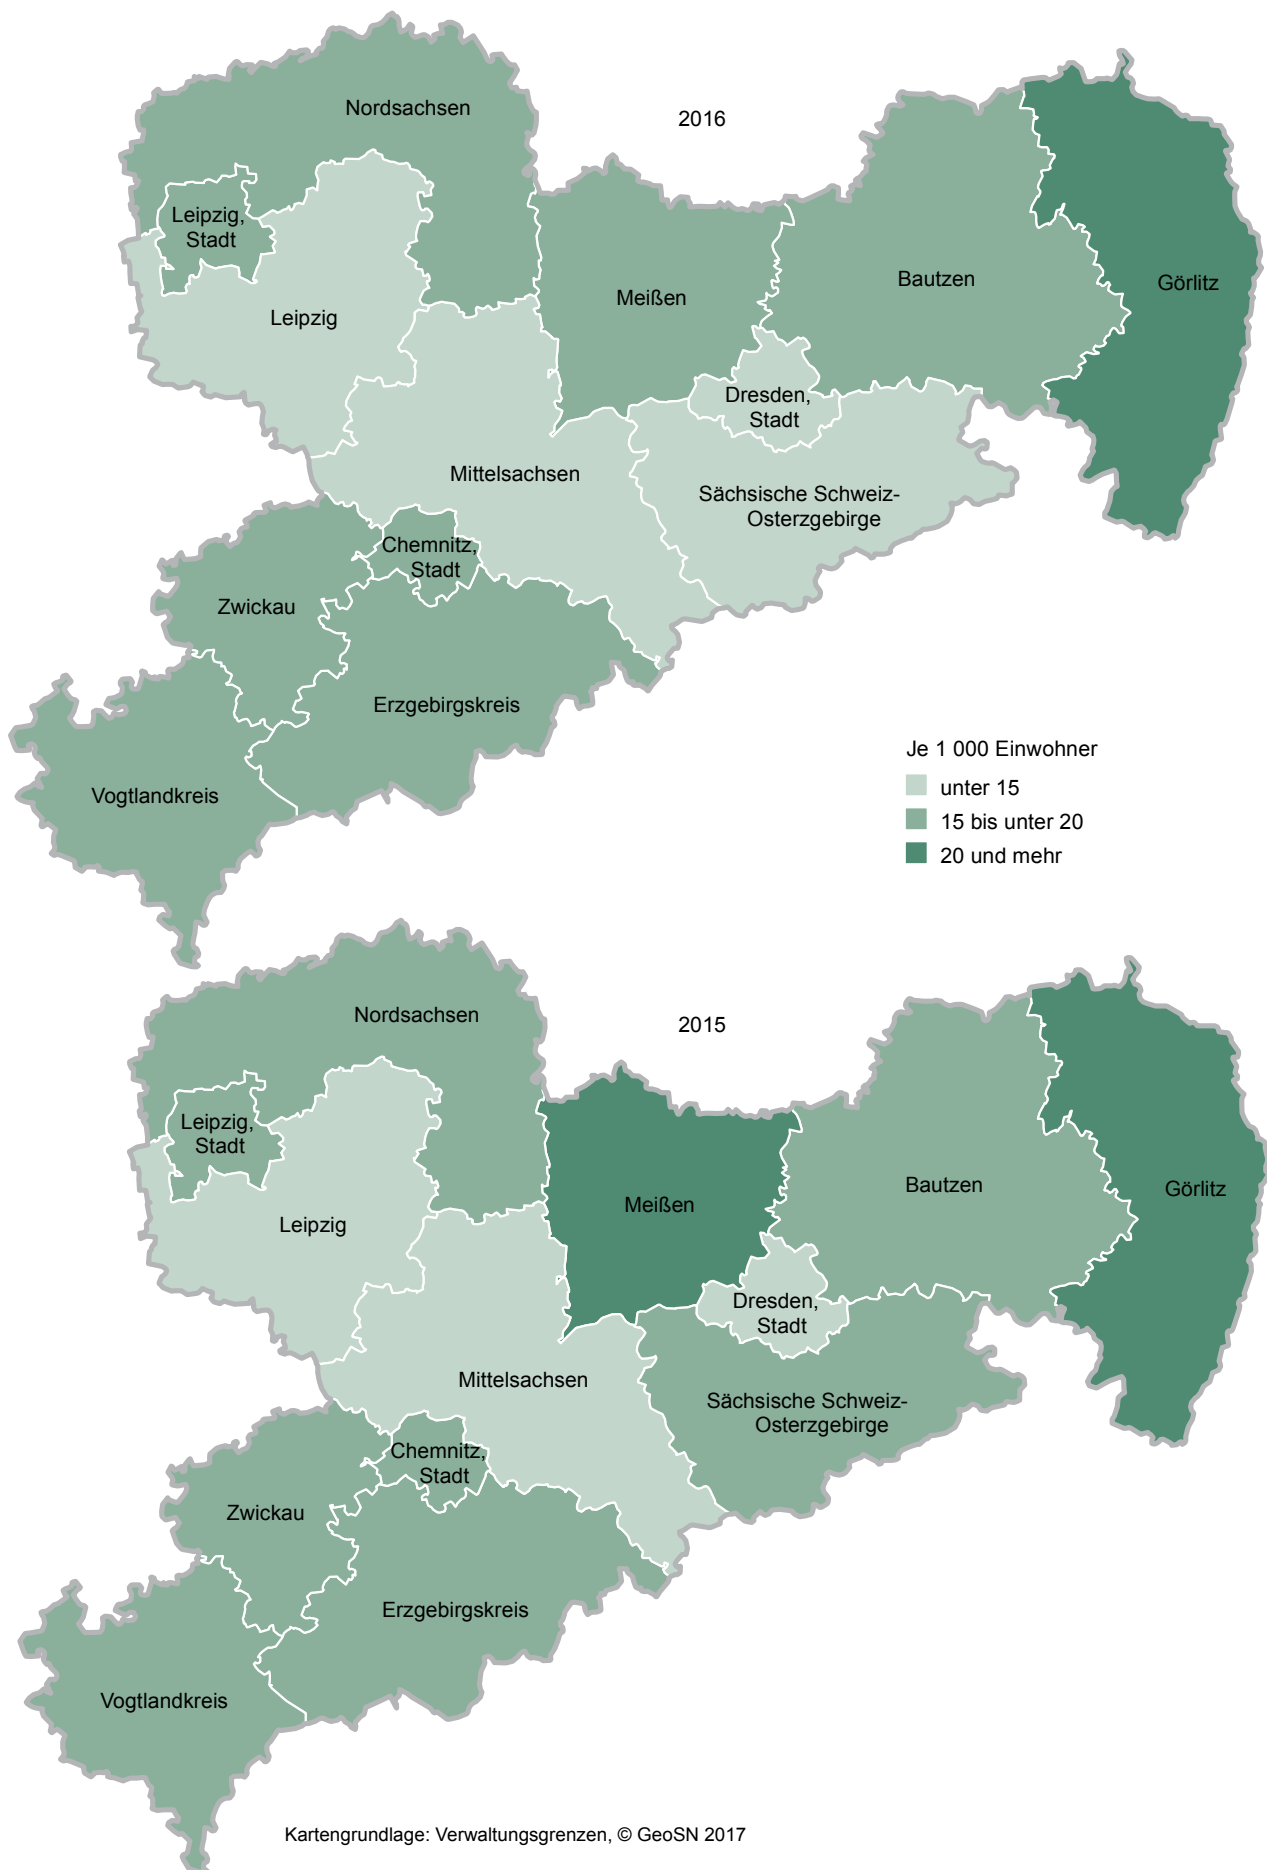 2016
Nordsachsen
Leipzig,
Stadt
Leipzig
Meißen
Bautzen
Görlitz
Dresden,
Stadt
Mittelsachsen
Sächsische Schweiz-
Osterzgebirge
Chemnitz,
Stadt
Zwickau
Erzgebirgskreis
Vogtlandkreis
Je 1 000 Einwohner
unter 15
15 bis unter 20
20 und mehr
2015
Nordsachsen
Leipzig,
Stadt
Leipzig
Meißen
Bautzen
Görlitz
Dresden,
Stadt
Mittelsachsen
Sächsische Schweiz-
Osterzgebirge
Chemnitz,
Stadt
Zwickau
Erzgebirgskreis
Vogtlandkreis
Kartengrundlage: Verwaltungsgrenzen, © GeoSN 2017